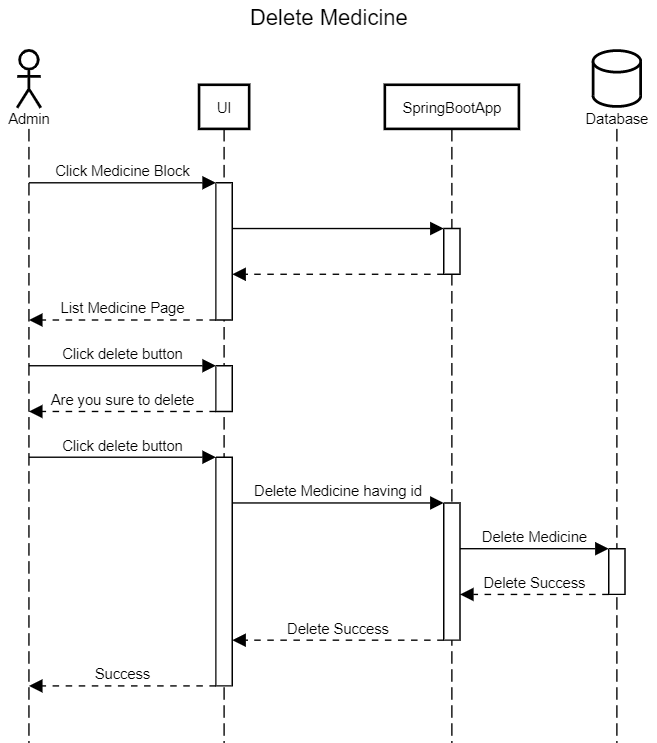 Delete Medicine
Admin
UI
SpringBootApp
Database
Click Medicine Block
List Medicine Page
Click delete button
Are you sure to delete
Click delete button
Delete Medicine having id
Delete Medicine
Delete Success
Delete Success
Success